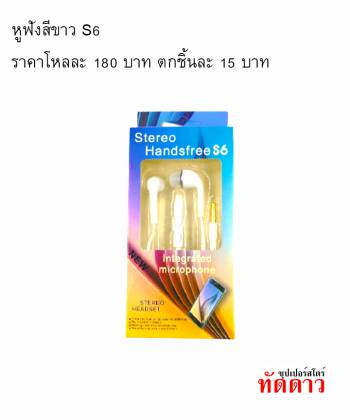 หูฟังสีขาว S6
ราคาโหลละ 180 บาท ตกชิ้นละ 15 บาท
Stereo
Handsfree S6
integrated
microphone
NEW
STEREO
HEADSET
ซุปเปอร์สโตร์
ทัดดาว